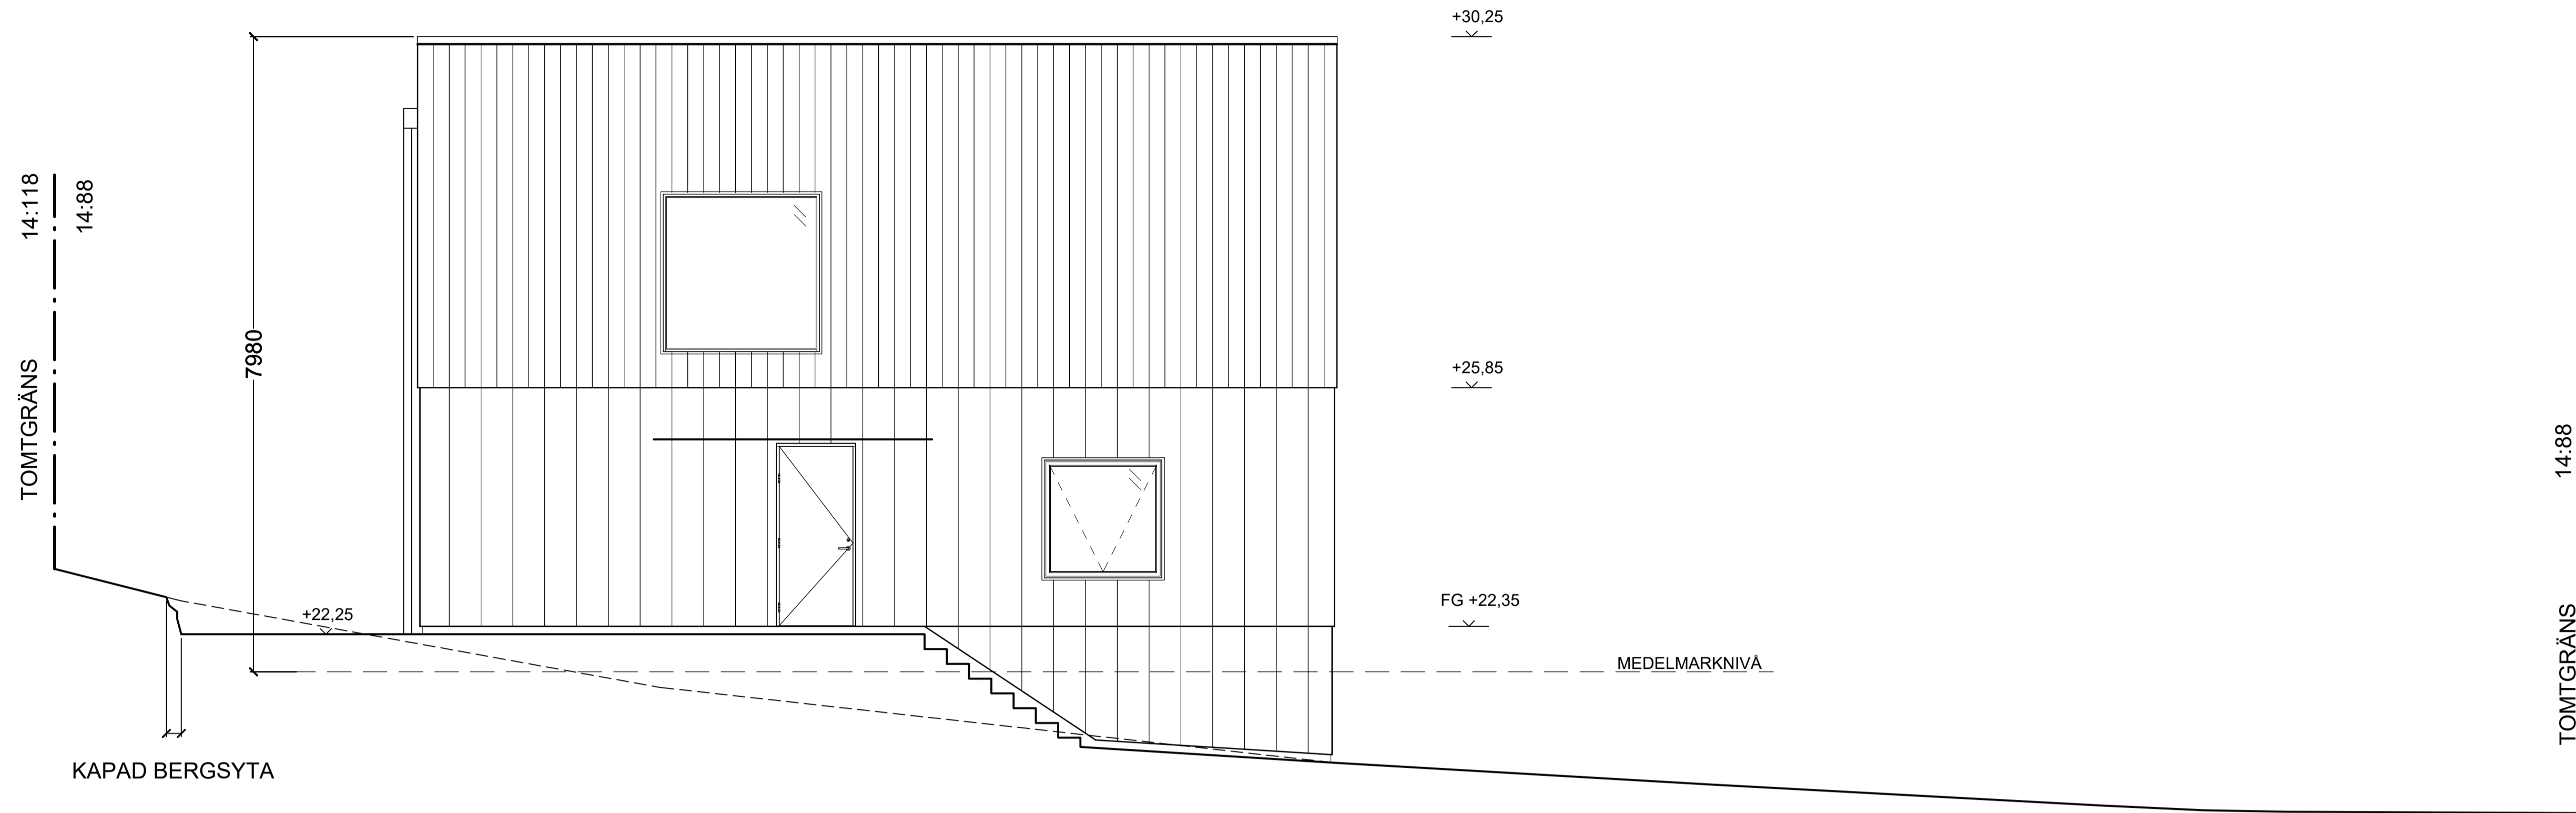 +30,25
14:118
14:88
7980
+25,85
TOMTGRÄNS
14:88
+22,25
FG +22,35
MEDELMARKNIVÅ
TOMTGRÄNS
KAPAD BERGSYTA